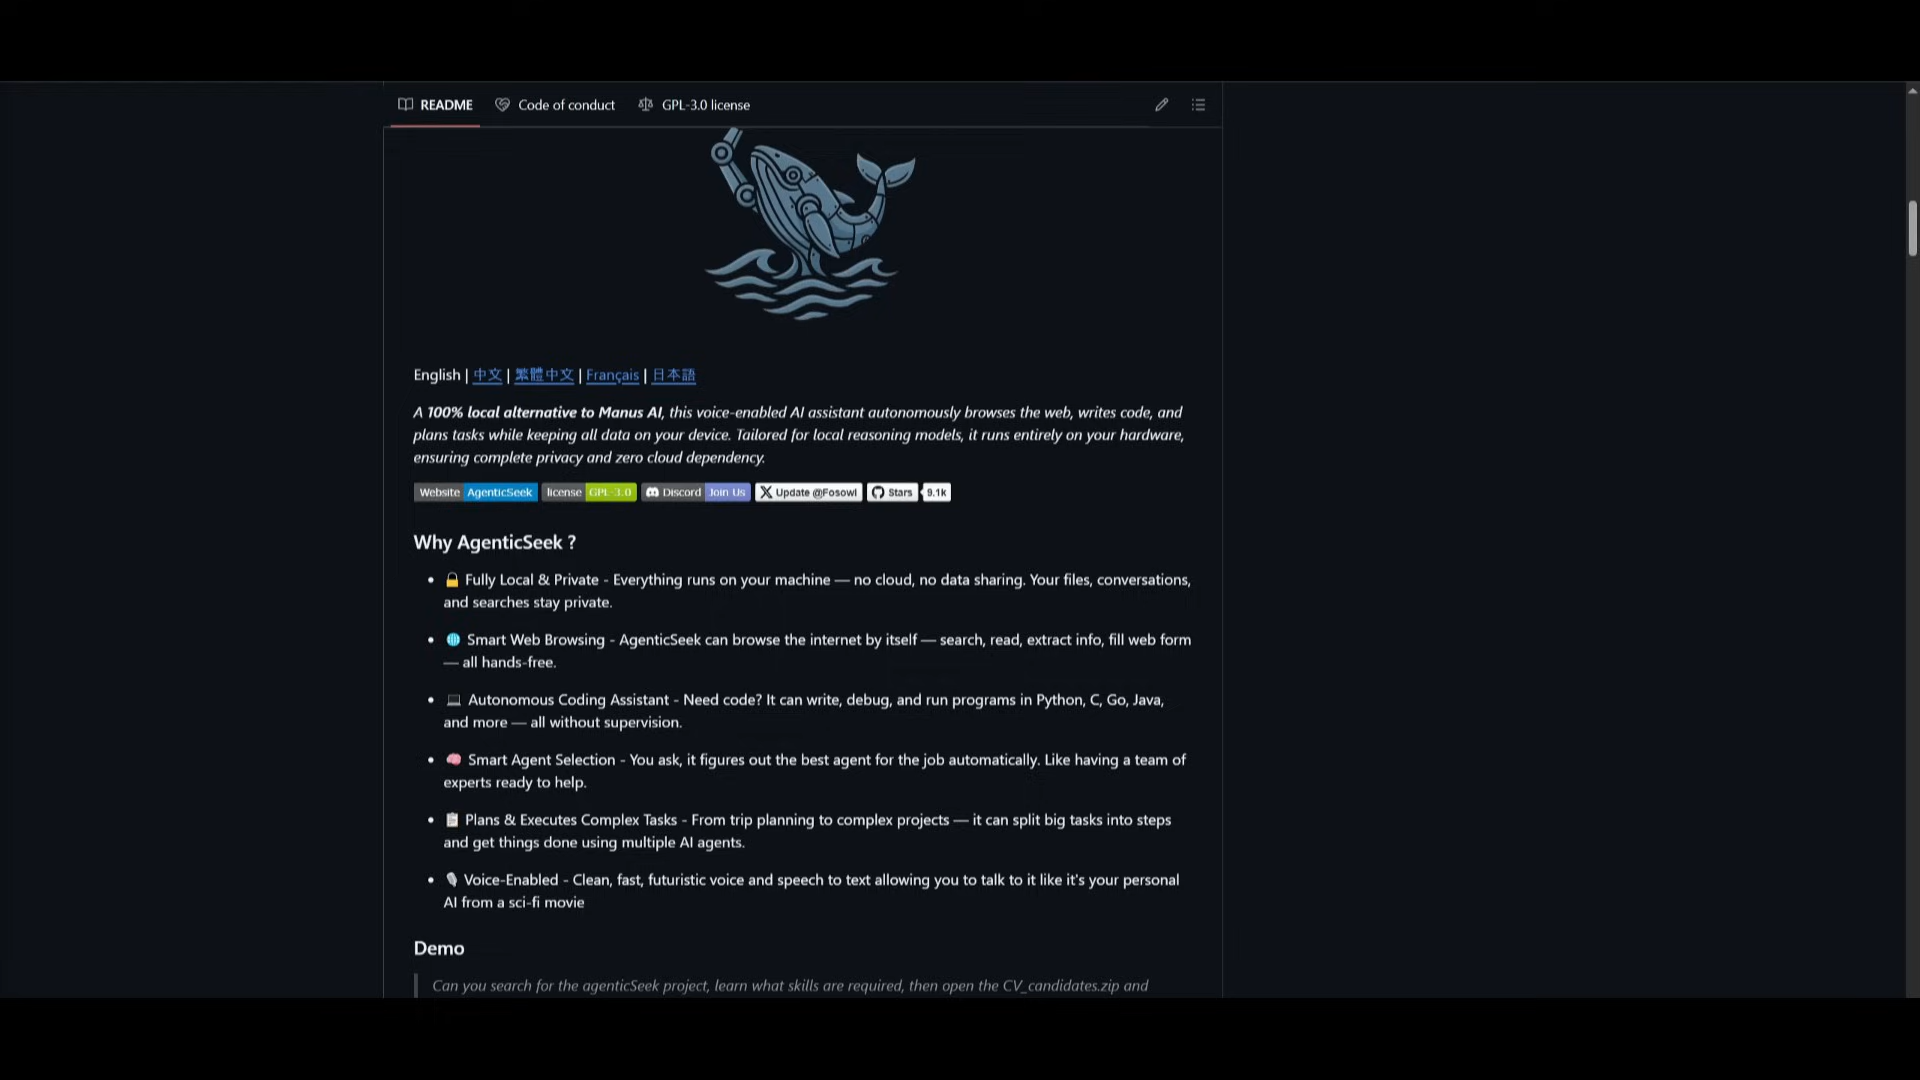 README Code of conduct GPL-3.0 license
English | 中文 | 繁體中文 | Français | 日本語
A 100% local alternative to Manus AI, this voice-enabled AI assistant autonomously browses the web, writes code, and
plans tasks while keeping all data on your device. Tailored for local reasoning models, it runs entirely on your hardware,
ensuring complete privacy and zero cloud dependency.
Website AgenticSeek license GPL-3.0 Discord Join Us X Update @Fosowl Stars 9.1k
Why AgenticSeek ?
• 🔒 Fully Local & Private - Everything runs on your machine — no cloud, no data sharing. Your files, conversations,
and searches stay private.
• 🌐 Smart Web Browsing - AgenticSeek can browse the internet by itself — search, read, extract info, fill web form
— all hands-free.
• 💻 Autonomous Coding Assistant - Need code? It can write, debug, and run programs in Python, C, Go, Java,
and more — all without supervision.
• 🧠 Smart Agent Selection - You ask, it figures out the best agent for the job automatically. Like having a team of
experts ready to help.
• 📋 Plans & Executes Complex Tasks - From trip planning to complex projects — it can split big tasks into steps
and get things done using multiple AI agents.
• 🎙️ Voice-Enabled - Clean, fast, futuristic voice and speech to text allowing you to talk to it like it's your personal
AI from a sci-fi movie
Demo
Can you search for the agenticSeek project, learn what skills are required, then open the CV_candidates.zip and